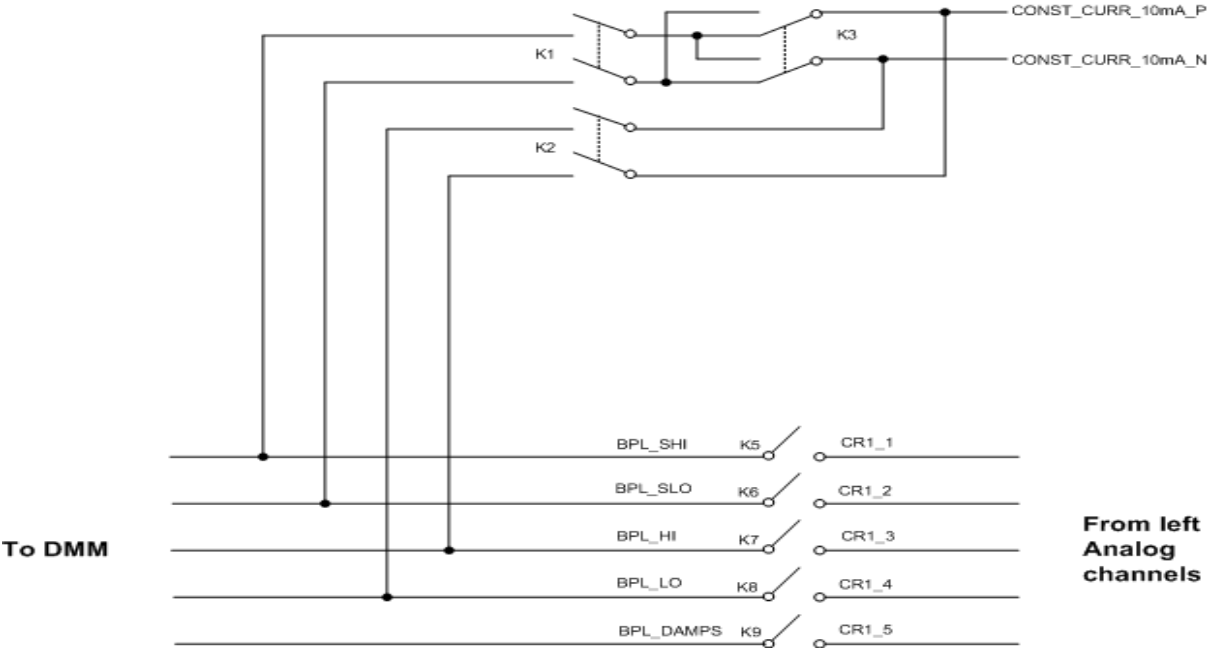 CONST_CURR_10mA_P
K1
K3
CONST_CURR_10mA_N
K2
BPL_SHI K5 CR1_1
BPL_SLO K6 CR1_2
BPL_HI K7 CR1_3
To DMM
From left
Analog
channels
BPL_LO K8 CR1_4
BPL_DAMPS K9 CR1_5